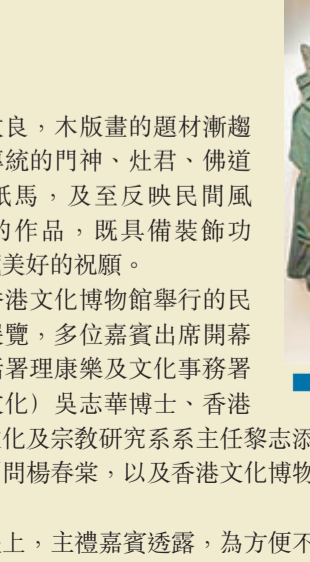 良，木版畫的題材漸趨
統的門神、灶君、佛道
紙馬，及至反映民間風
的作品，既具備裝飾功
美好的祝願。
港文化博物館舉行的民
覽，多位嘉賓出席開幕
署理康樂及文化事務署
文化）吳志華博士、香港
化及宗教研究系系主任黎志添
問楊春棠，以及香港文化博物
上，主禮嘉賓透露，為方便不